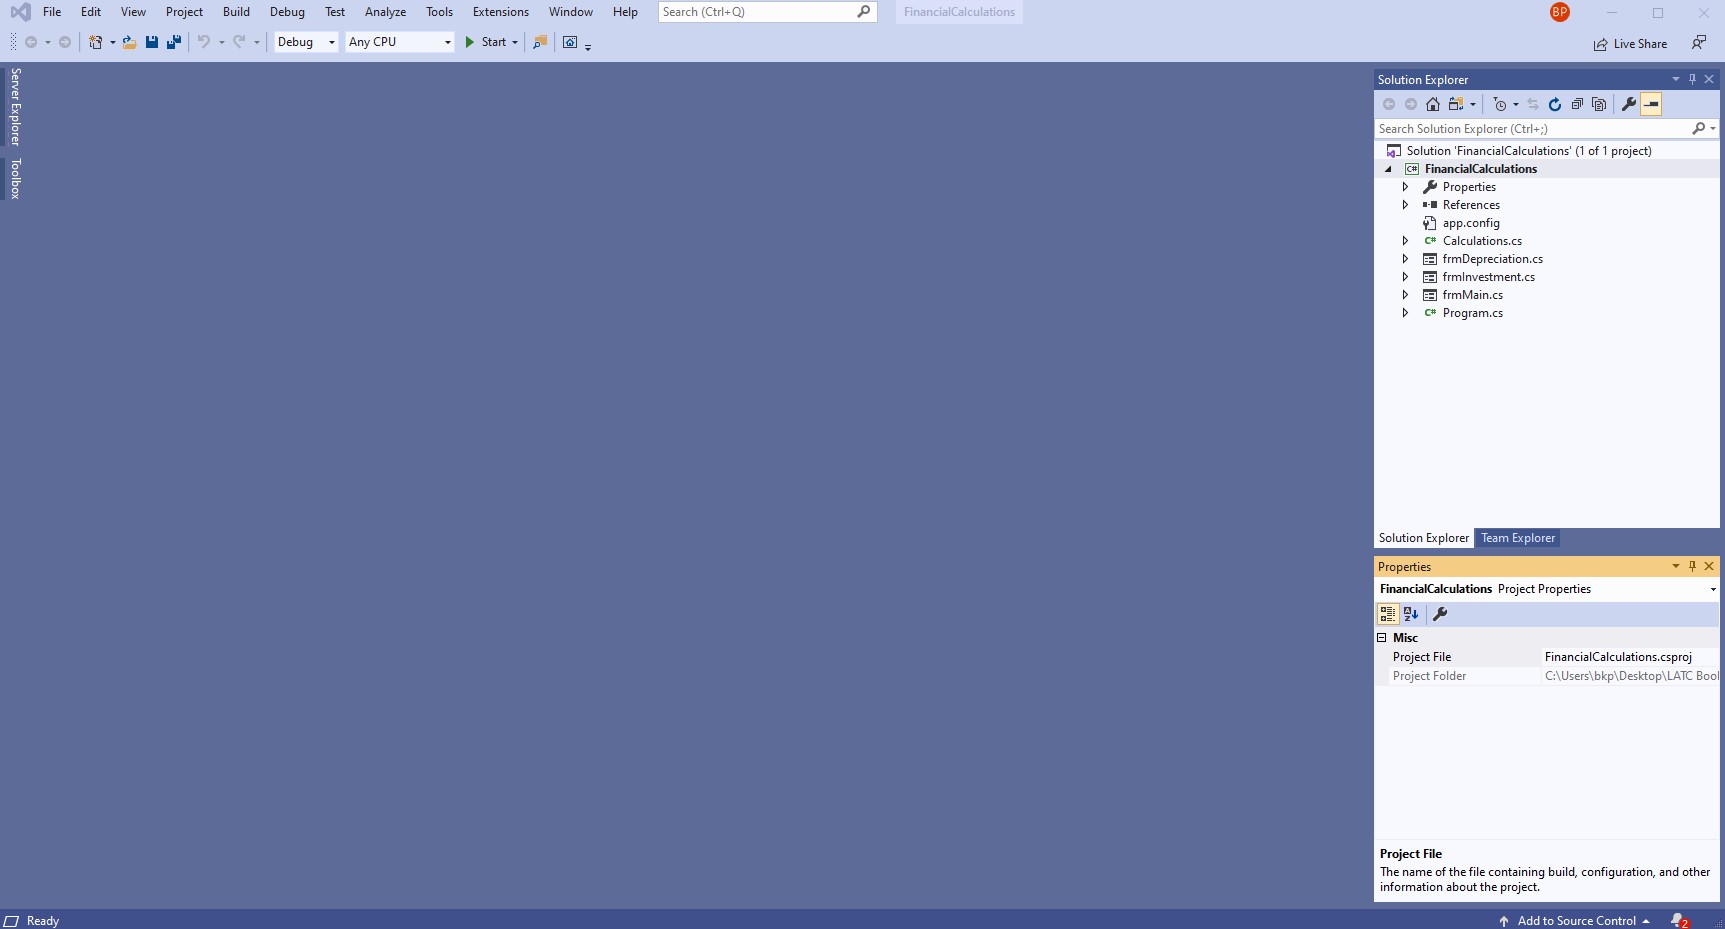 File Edit View Project Build Debug Test Analyze Tools Extensions Window Help Search (Ctrl+Q) FinancialCalculations BP
Debug Any CPU Start Live Share
Server Explorer
Toolbox
Solution Explorer
Search Solution Explorer (Ctrl+;)
Solution 'FinancialCalculations' (1 of 1 project)
C# FinancialCalculations
Properties
References
app.config
C# Calculations.cs
frmDepreciation.cs
frmInvestment.cs
frmMain.cs
C# Program.cs
Solution Explorer Team Explorer
Properties
FinancialCalculations Project Properties
Misc
Project File FinancialCalculations.csproj
Project Folder C:\Users\bkp\Desktop\LATC Bool
Project File
The name of the file containing build, configuration, and other
information about the project.
Ready Add to Source Control 2